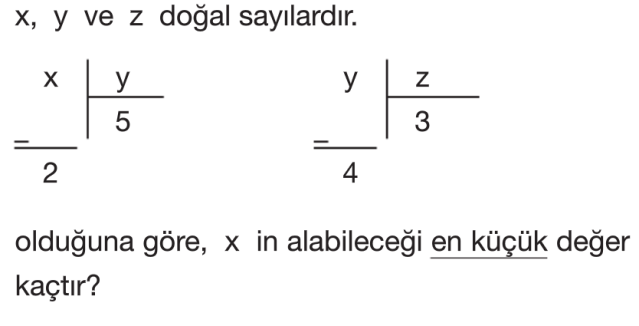 x, y ve z doğal sayılardır.
x y y z
5 3
2 4
olduğuna göre, x in alabileceği en küçük değer
kaçtır?